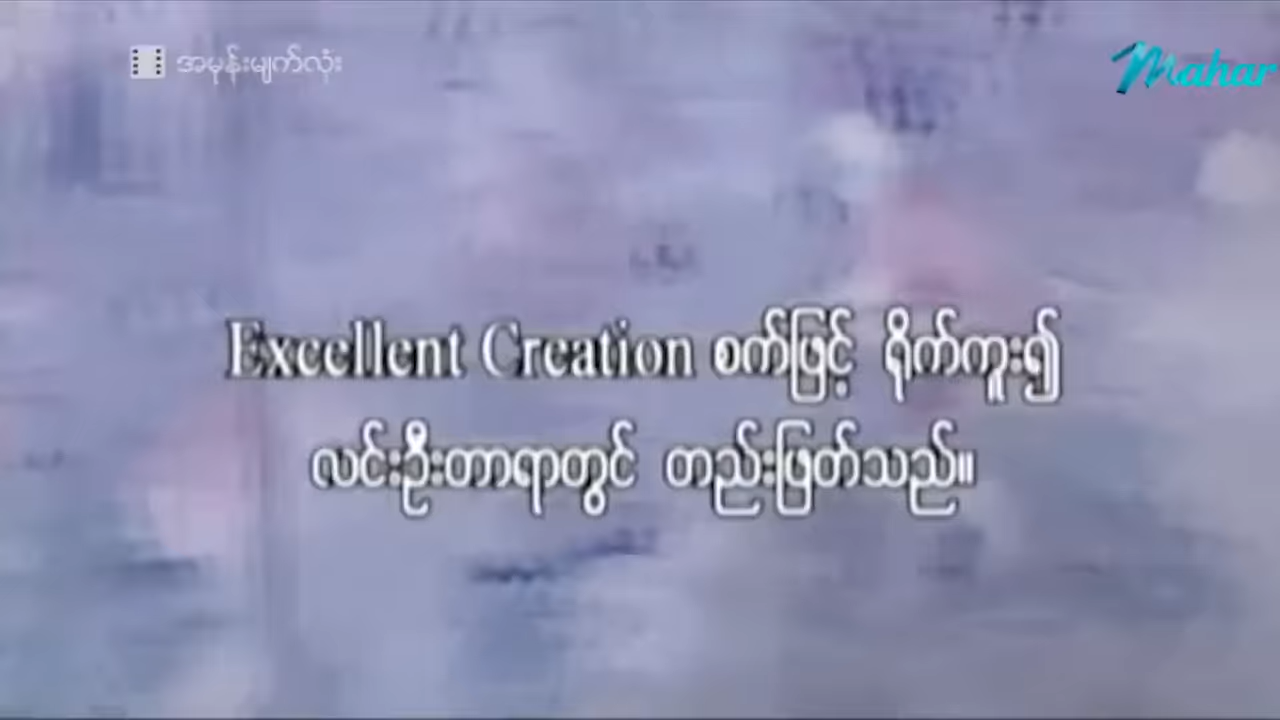 အမုန်းမျက်လုံး
Mahar
Excellent Creation စက်ဖြင့် ရိုက်ကူး၍
လင်းဦးတာရာတွင် တည်းဖြတ်သည်။